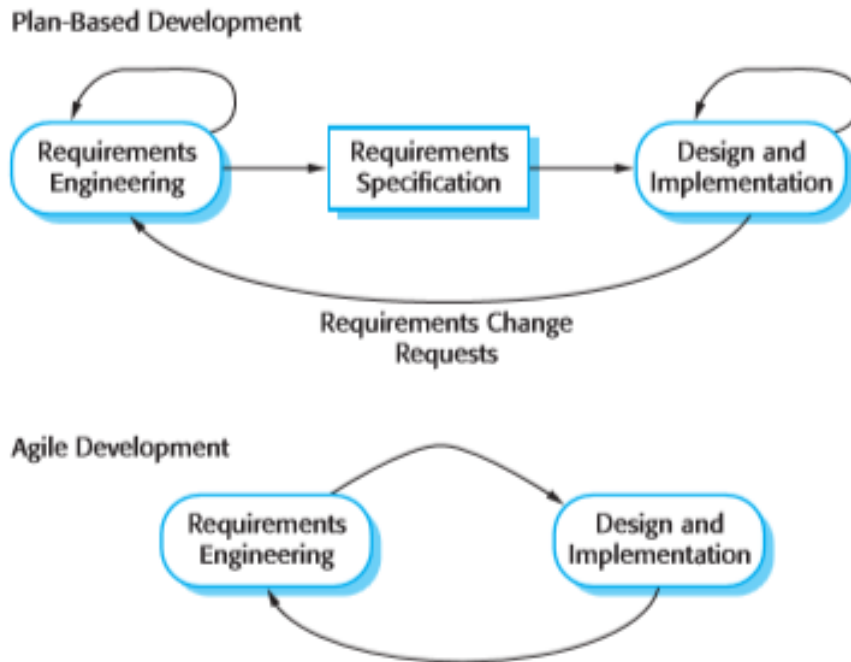 Plan-Based Development
Requirements
Engineering
Requirements
Specification
Design and
Implementation
Requirements Change
Requests
Agile Development
Requirements
Engineering
Design and
Implementation